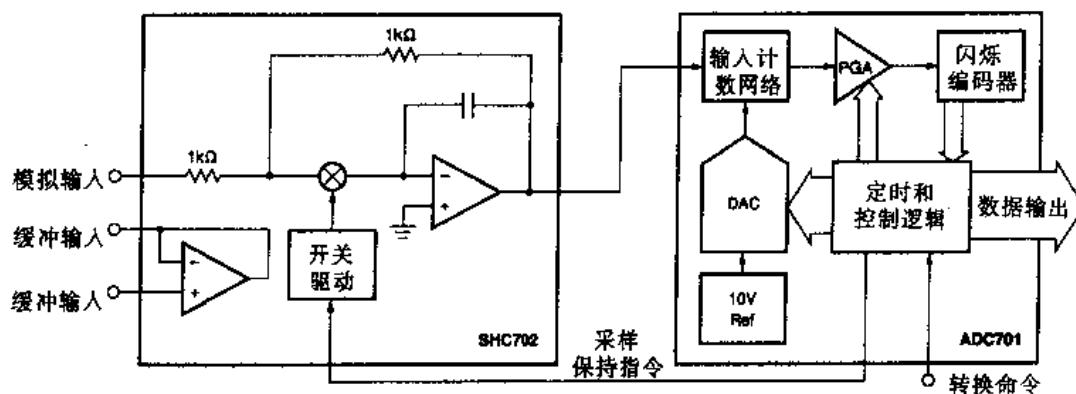 1kΩ
1kΩ
模拟输入
缓冲输入
缓冲输入
开关
驱动
SHC702
采样
保持指令
输入计
数网络
PGA
闪烁
编码器
DAC
定时和
控制逻辑
数据输出
10V
Ref
ADC701
转换命令